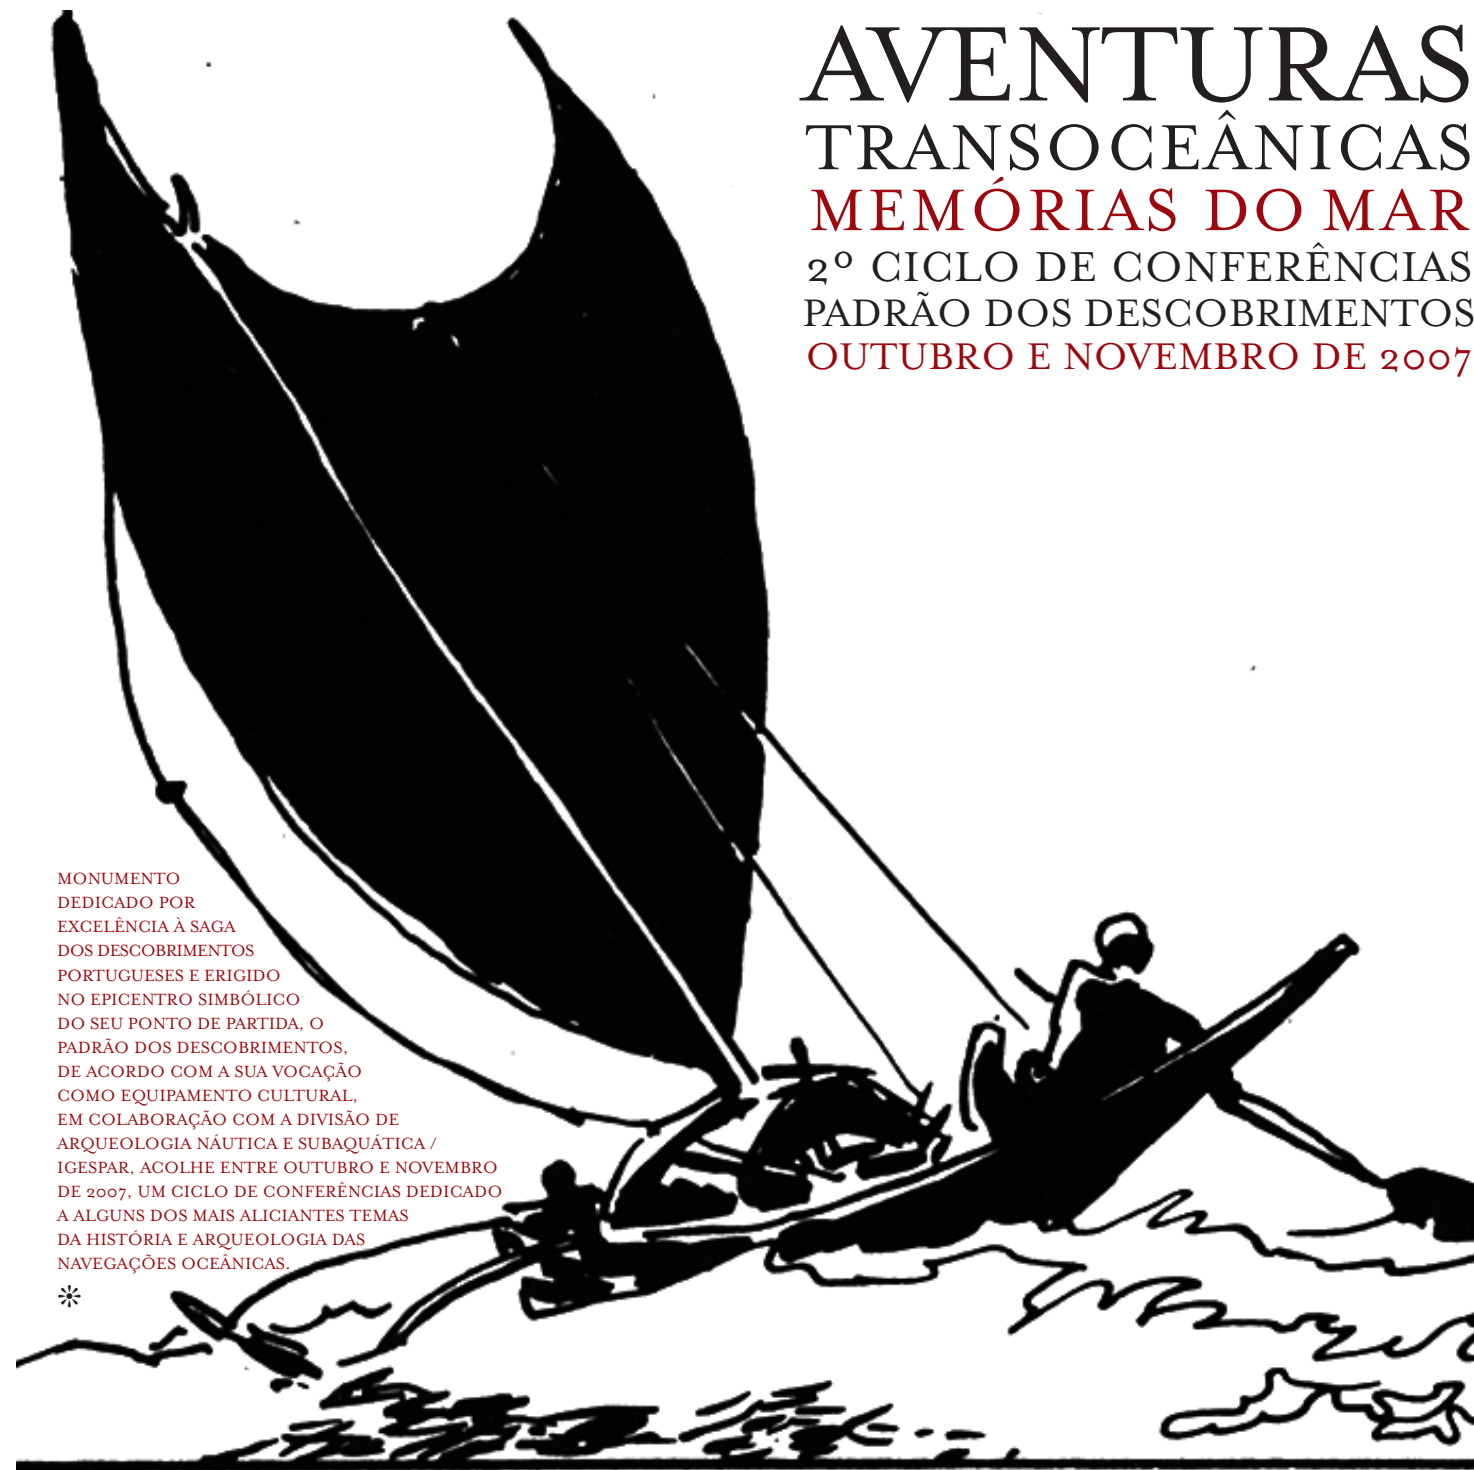 AVENTURAS
TRANSOCEÂNICAS
MEMÓRIAS DO MAR
2º CICLO DE CONFERÊNCIAS
PADRÃO DOS DESCOBRIMENTOS
OUTUBRO E NOVEMBRO DE 2007
MONUMENTO
DEDICADO POR
EXCELÊNCIA À SAGA
DOS DESCOBRIMENTOS
PORTUGUESES E ERIGIDO
NO EPICENTRO SIMBÓLICO
DO SEU PONTO DE PARTIDA, O
PADRÃO DOS DESCOBRIMENTOS,
DE ACORDO COM A SUA VOCAÇÃO
COMO EQUIPAMENTO CULTURAL,
EM COLABORAÇÃO COM A DIVISÃO DE
ARQUEOLOGIA NÁUTICA E SUBAQUÁTICA /
IGESPAR, ACOLHE ENTRE OUTUBRO E NOVEMBRO
DE 2007, UM CICLO DE CONFERÊNCIAS DEDICADO
A ALGUNS DOS MAIS ALICIANTES TEMAS
DA HISTÓRIA E ARQUEOLOGIA DAS
NAVEGAÇÕES OCEÂNICAS.